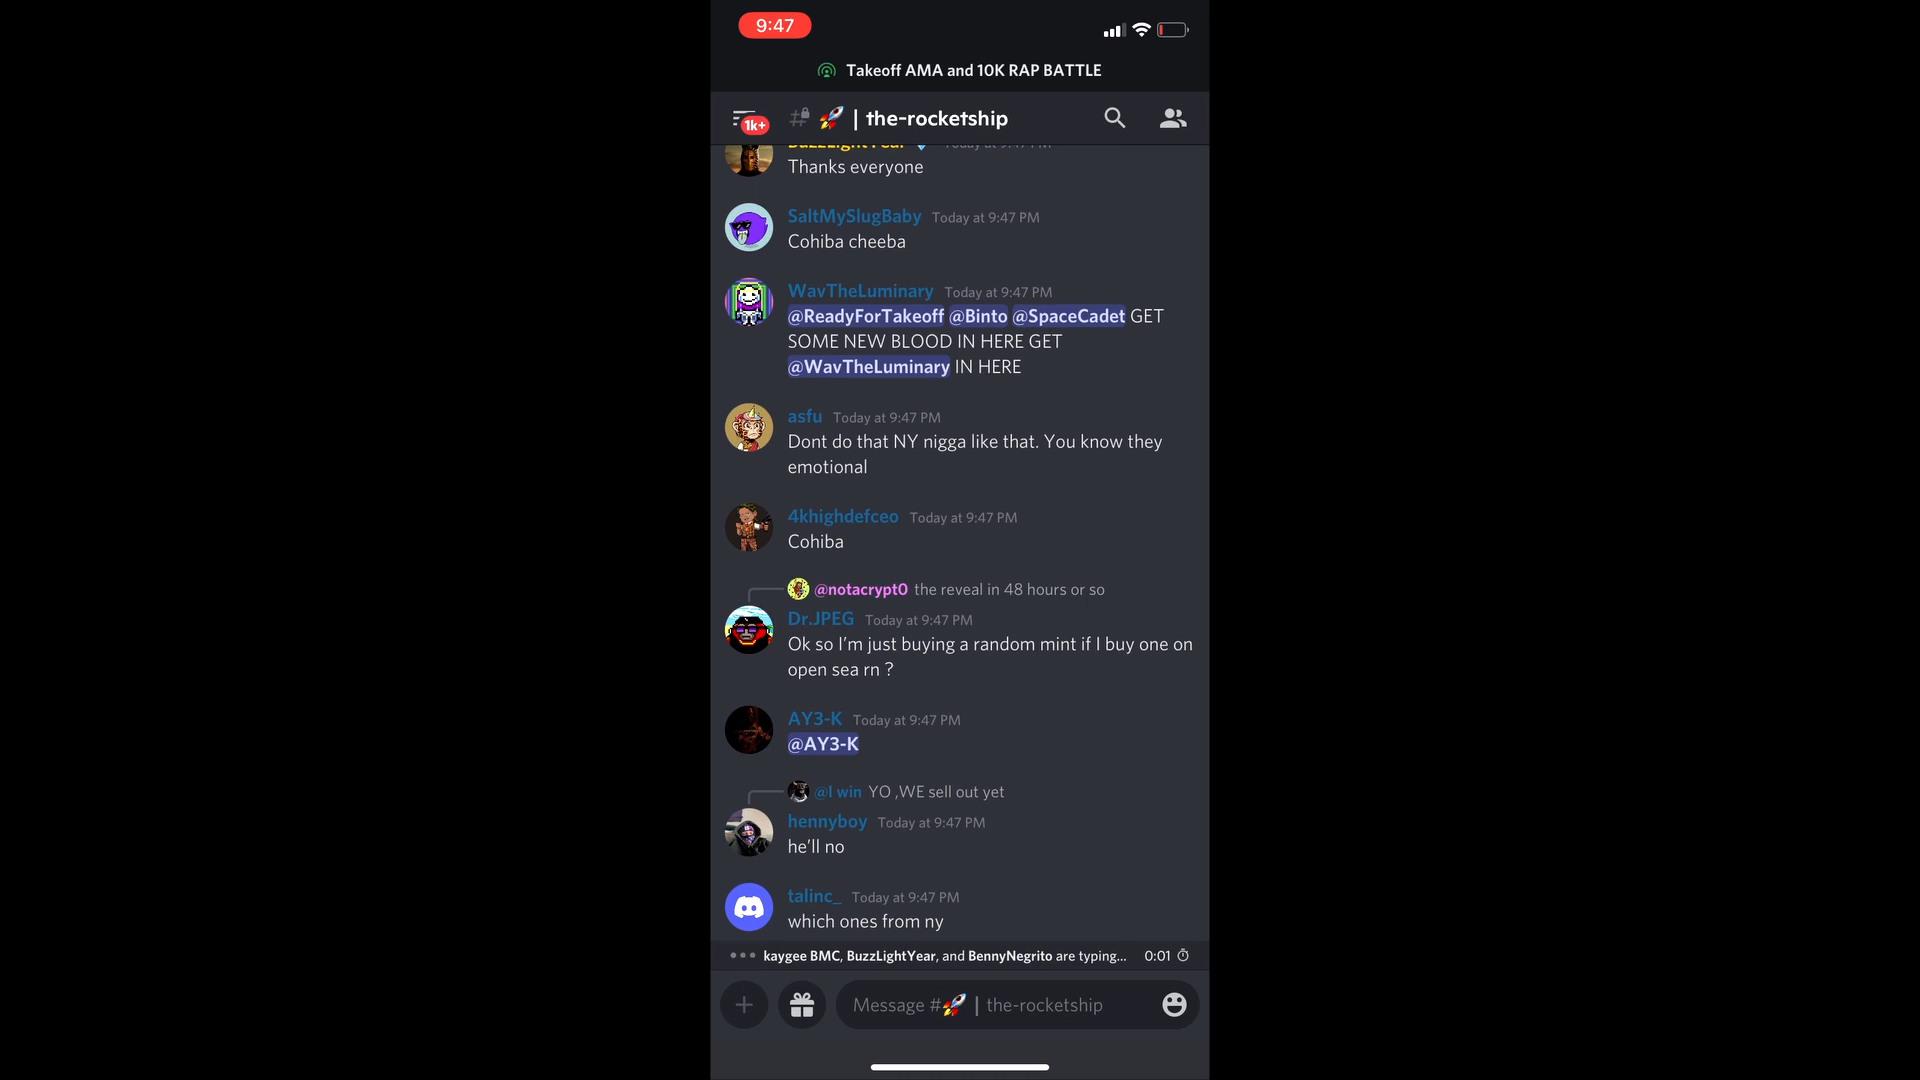 9:47
Takeoff AMA and 10K RAP BATTLE
1k+
# 🚀 | the-rocketship
BuzzLightYear Today at 9:47 PM
Thanks everyone
SaltMySlugBaby Today at 9:47 PM
Cohiba cheeba
WavTheLuminary Today at 9:47 PM
@ReadyForTakeoff @Binto @SpaceCadet GET
SOME NEW BLOOD IN HERE GET
@WavTheLuminary IN HERE
asfu Today at 9:47 PM
Dont do that NY nigga like that. You know they
emotional
4khighdefceo Today at 9:47 PM
Cohiba
@notacrypt0 the reveal in 48 hours or so
Dr.JPEG Today at 9:47 PM
Ok so I'm just buying a random mint if I buy one on
open sea rn ?
AY3-K Today at 9:47 PM
@AY3-K
@I win YO ,WE sell out yet
hennyboy Today at 9:47 PM
he'll no
talinc_ Today at 9:47 PM
which ones from ny
kaygee BMC, BuzzLightYear, and BennyNegrito are typing... 0:01
Message #🚀 | the-rocketship